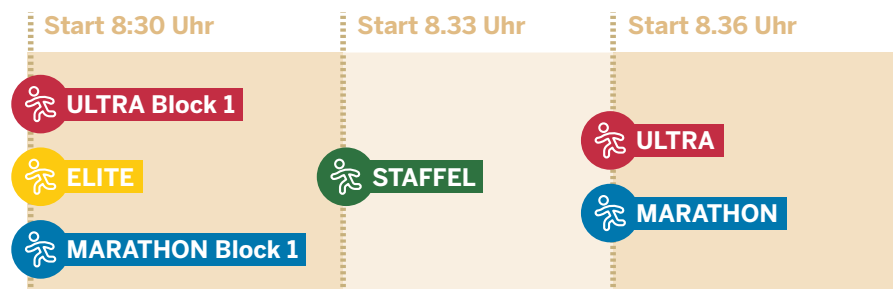 Start 8:30 Uhr
Start 8.33 Uhr
Start 8.36 Uhr
ULTRA Block 1
ELITE
MARATHON Block 1
STAFFEL
ULTRA
MARATHON